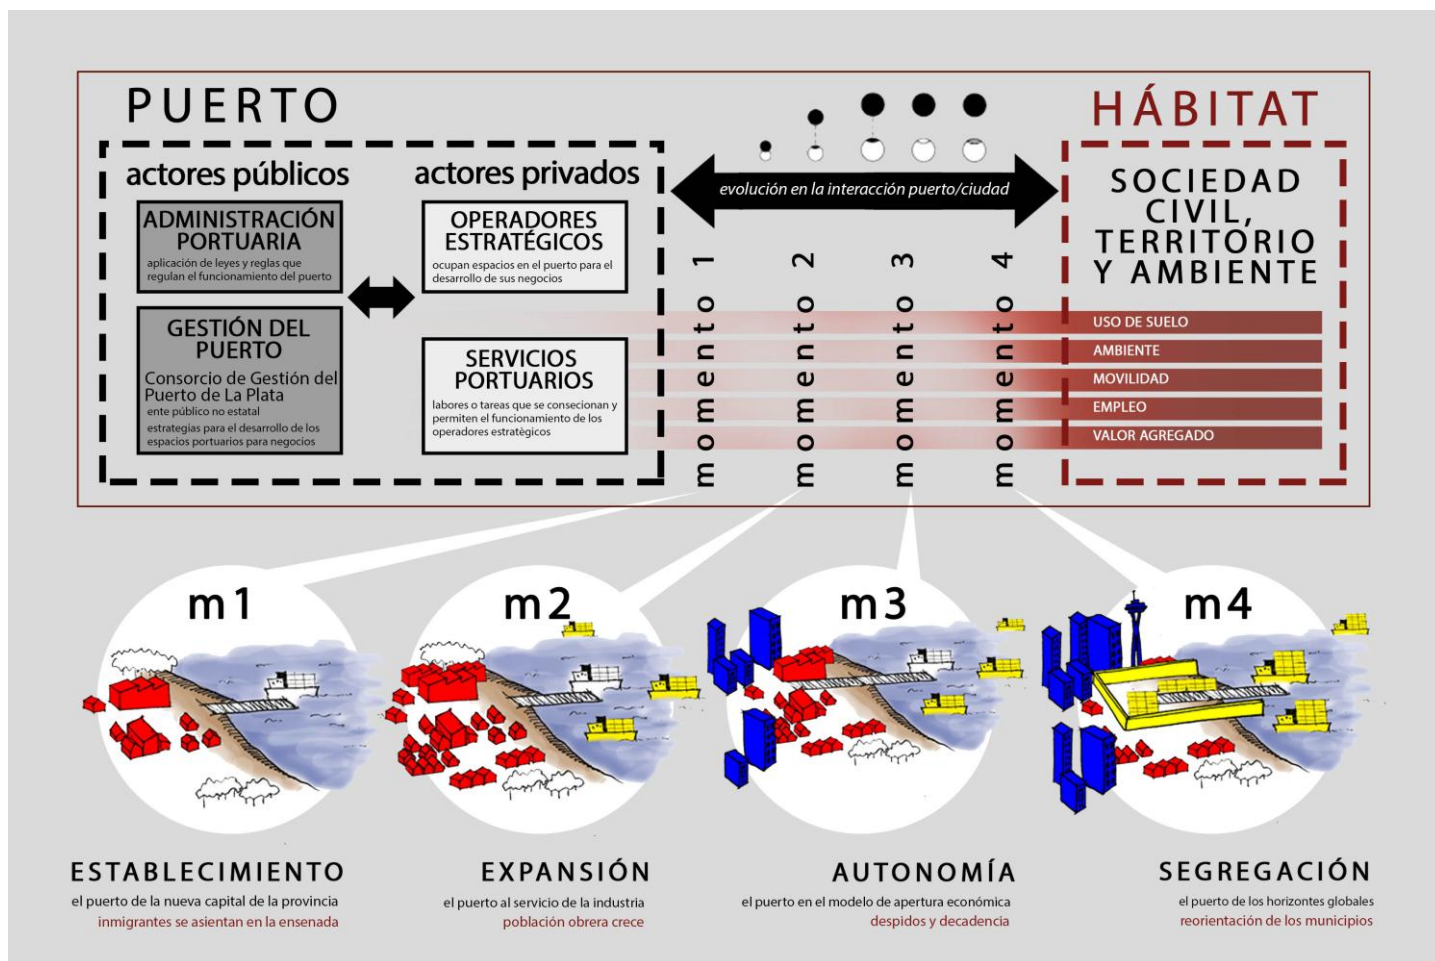 PUERTO
actores públicos
ADMINISTRACIÓN
PORTUARIA
aplicación de leyes y reglas que
regulan el funcionamiento del puerto
GESTIÓN DEL
PUERTO
Consorcio de Gestión del
Puerto de La Plata
ente público no estatal
estrategias para el desarrollo de los
espacios portuarios para negocios
actores privados
OPERADORES
ESTRATÉGICOS
ocupan espacios en el puerto para el
desarrollo de sus negocios
SERVICIOS
PORTUARIOS
labores o tareas que se consecionan y
permiten el funcionamiento de los
operadores estratègicos
evolución en la interacción puerto/ciudad
momento 1
momento 2
momento 3
momento 4
HÁBITAT
SOCIEDAD
CIVIL,
TERRITORIO
Y AMBIENTE
USO DE SUELO
AMBIENTE
MOVILIDAD
EMPLEO
VALOR AGREGADO
m1
ESTABLECIMIENTO
el puerto de la nueva capital de la provincia
inmigrantes se asientan en la ensenada
m2
EXPANSIÓN
el puerto al servicio de la industria
población obrera crece
m3
AUTONOMÍA
el puerto en el modelo de apertura económica
despidos y decadencia
m4
SEGREGACIÓN
el puerto de los horizontes globales
reorientación de los municipios